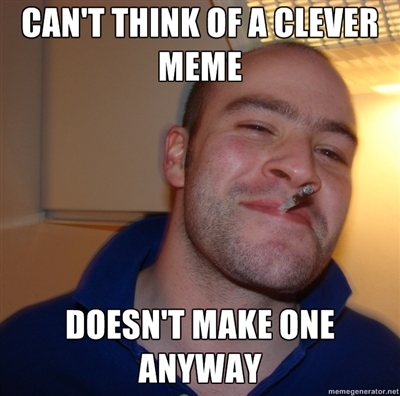 CAN'T THINK OF A CLEVER
MEME
DOESN'T MAKE ONE
ANYWAY
memegenerator.net